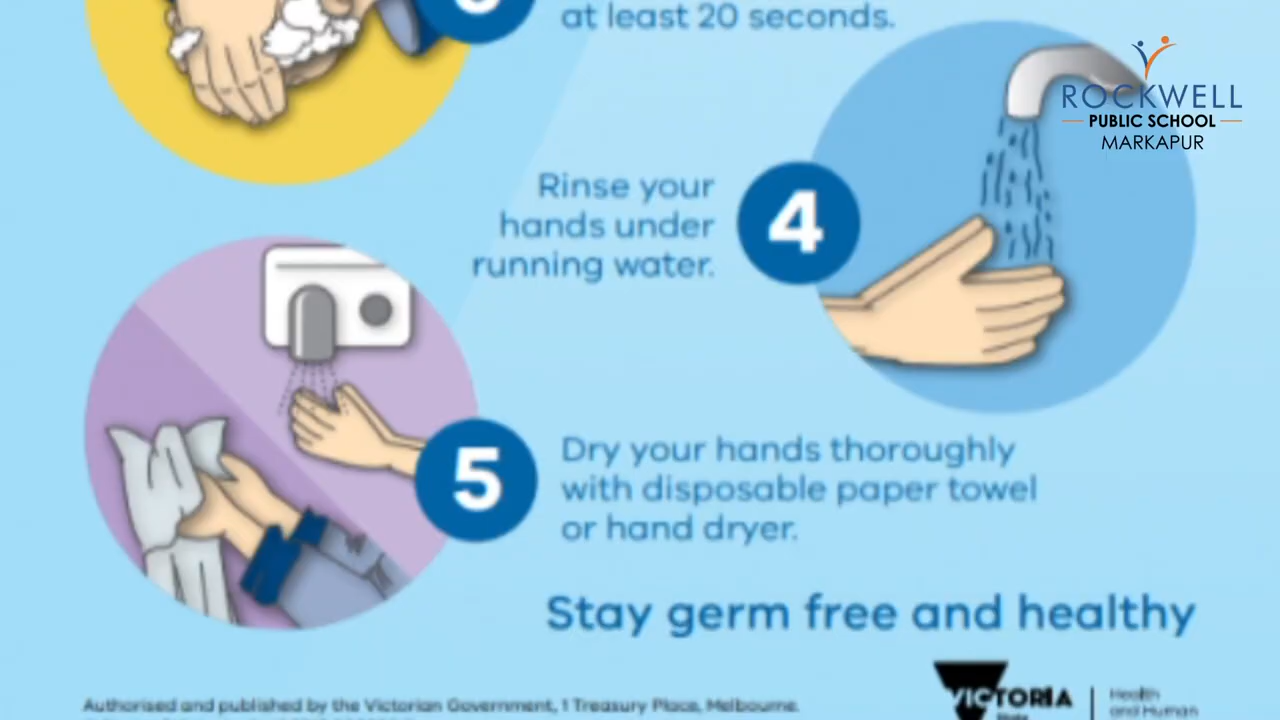 3
at least 20 seconds.
ROCKWELL
PUBLIC SCHOOL
MARKAPUR
Rinse your
hands under
running water.
4
5
Dry your hands thoroughly
with disposable paper towel
or hand dryer.
Stay germ free and healthy
Authorised and published by the Victorian Government, 1 Treasury Place, Melbourne.
VICTORIA
State
Health
and Human